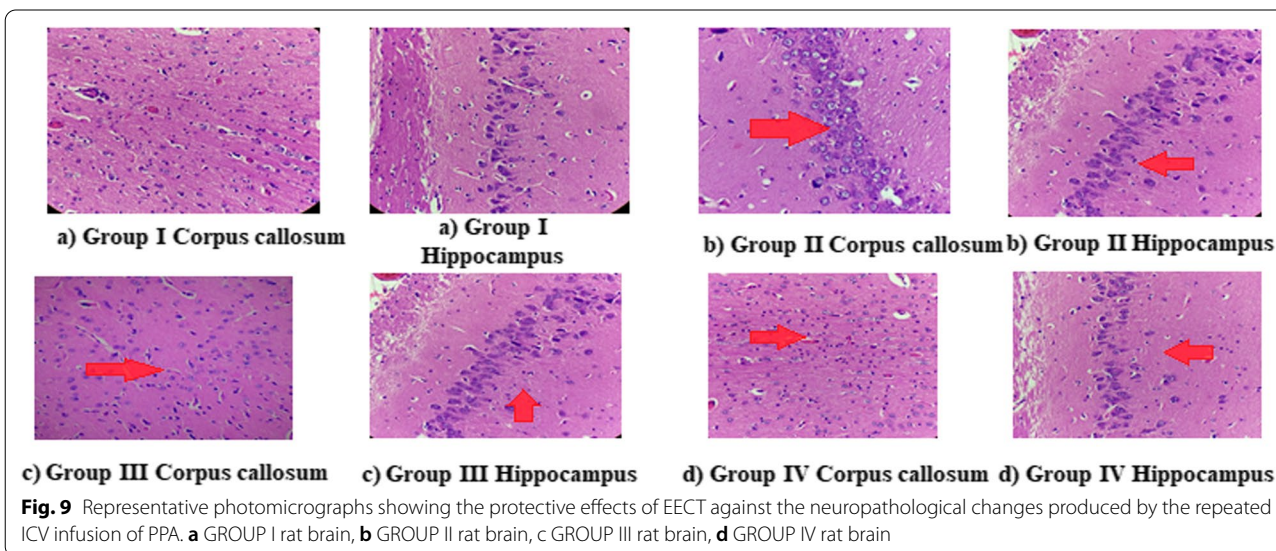 a) Group I Corpus callosum
a) Group I
Hippocampus
b) Group II Corpus callosum
b) Group II Hippocampus
c) Group III Corpus callosum
c) Group III Hippocampus
d) Group IV Corpus callosum
d) Group IV Hippocampus
Fig. 9 Representative photomicrographs showing the protective effects of EECT against the neuropathological changes produced by the repeated
ICV infusion of PPA. a GROUP I rat brain, b GROUP II rat brain, c GROUP III rat brain, d GROUP IV rat brain